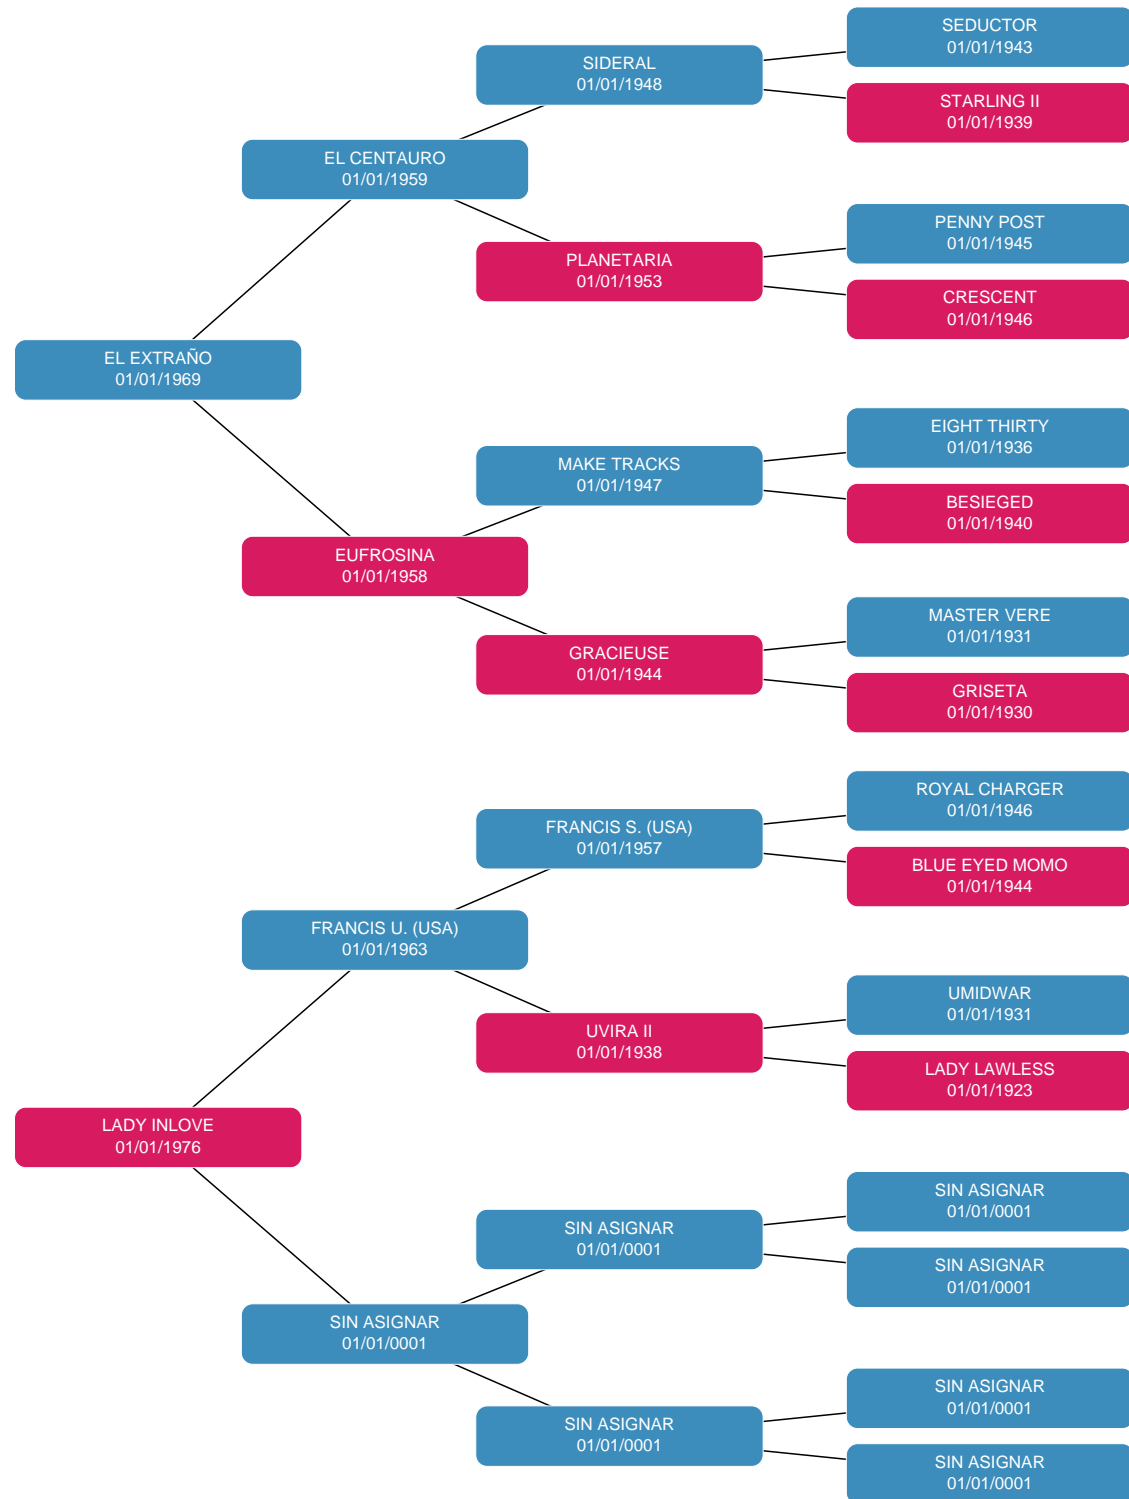 SEDUCTOR
01/01/1943
SIDERAL
01/01/1948
STARLING II
01/01/1939
EL CENTAURO
01/01/1959
PENNY POST
01/01/1945
PLANETARIA
01/01/1953
CRESCENT
01/01/1946
EL EXTRAÑO
01/01/1969
EIGHT THIRTY
01/01/1936
MAKE TRACKS
01/01/1947
BESIEGED
01/01/1940
EUFROSINA
01/01/1958
MASTER VERE
01/01/1931
GRACIEUSE
01/01/1944
GRISETA
01/01/1930
ROYAL CHARGER
01/01/1946
FRANCIS S. (USA)
01/01/1957
BLUE EYED MOMO
01/01/1944
FRANCIS U. (USA)
01/01/1963
UMIDWAR
01/01/1931
UVIRA II
01/01/1938
LADY LAWLESS
01/01/1923
LADY INLOVE
01/01/1976
SIN ASIGNAR
01/01/0001
SIN ASIGNAR
01/01/0001
SIN ASIGNAR
01/01/0001
SIN ASIGNAR
01/01/0001
SIN ASIGNAR
01/01/0001
SIN ASIGNAR
01/01/0001
SIN ASIGNAR
01/01/0001